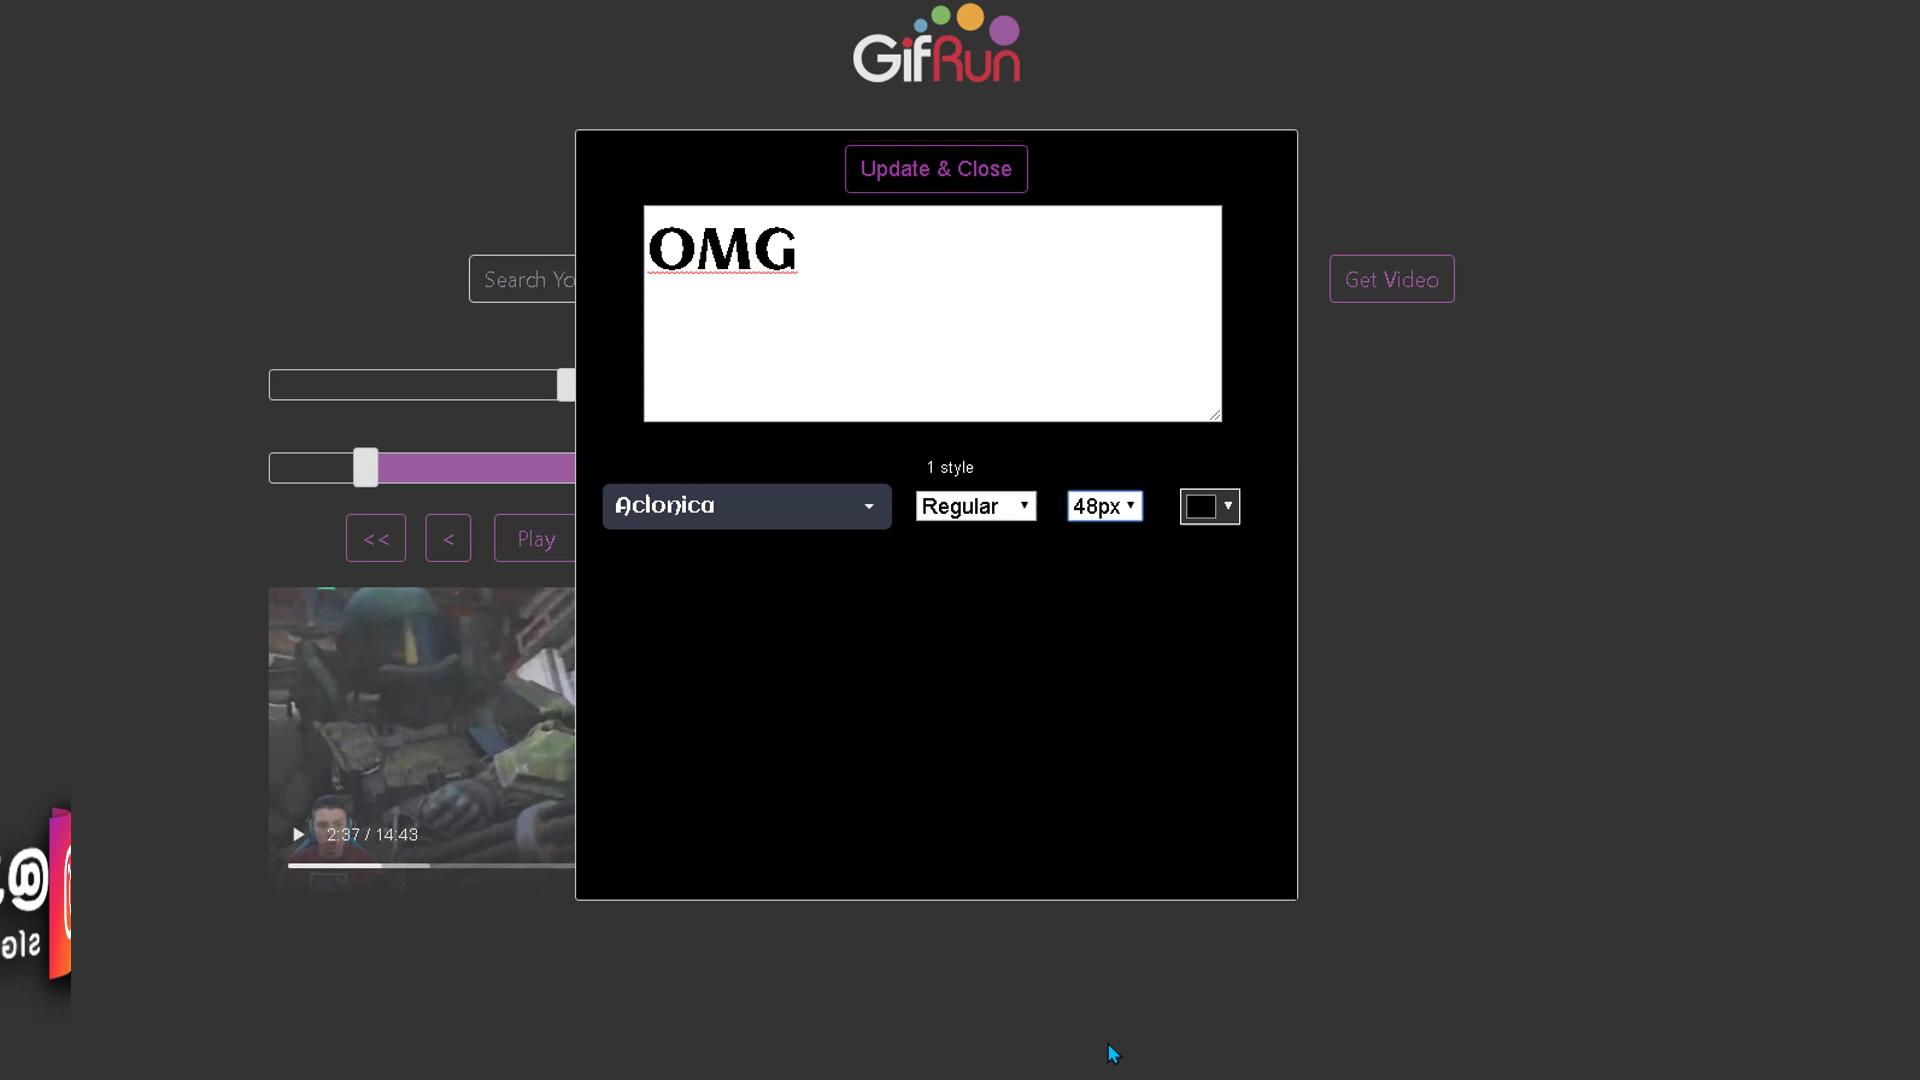 GifRun
Update & Close
OMG
Search Yo
Get Video
1 style
Aclonica
Regular
48px
<<
<
Play
2:37 / 14:43